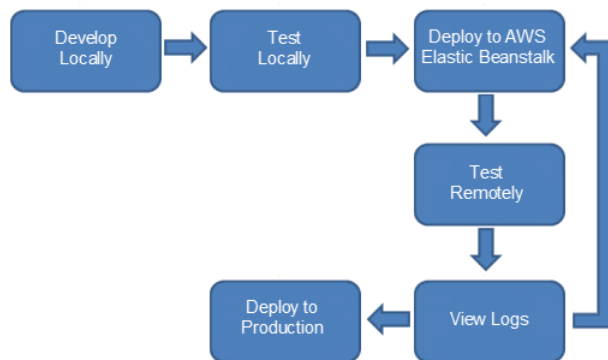 Develop
Locally
Test
Locally
Deploy to AWS
Elastic Beanstalk
Test
Remotely
View Logs
Deploy to
Production